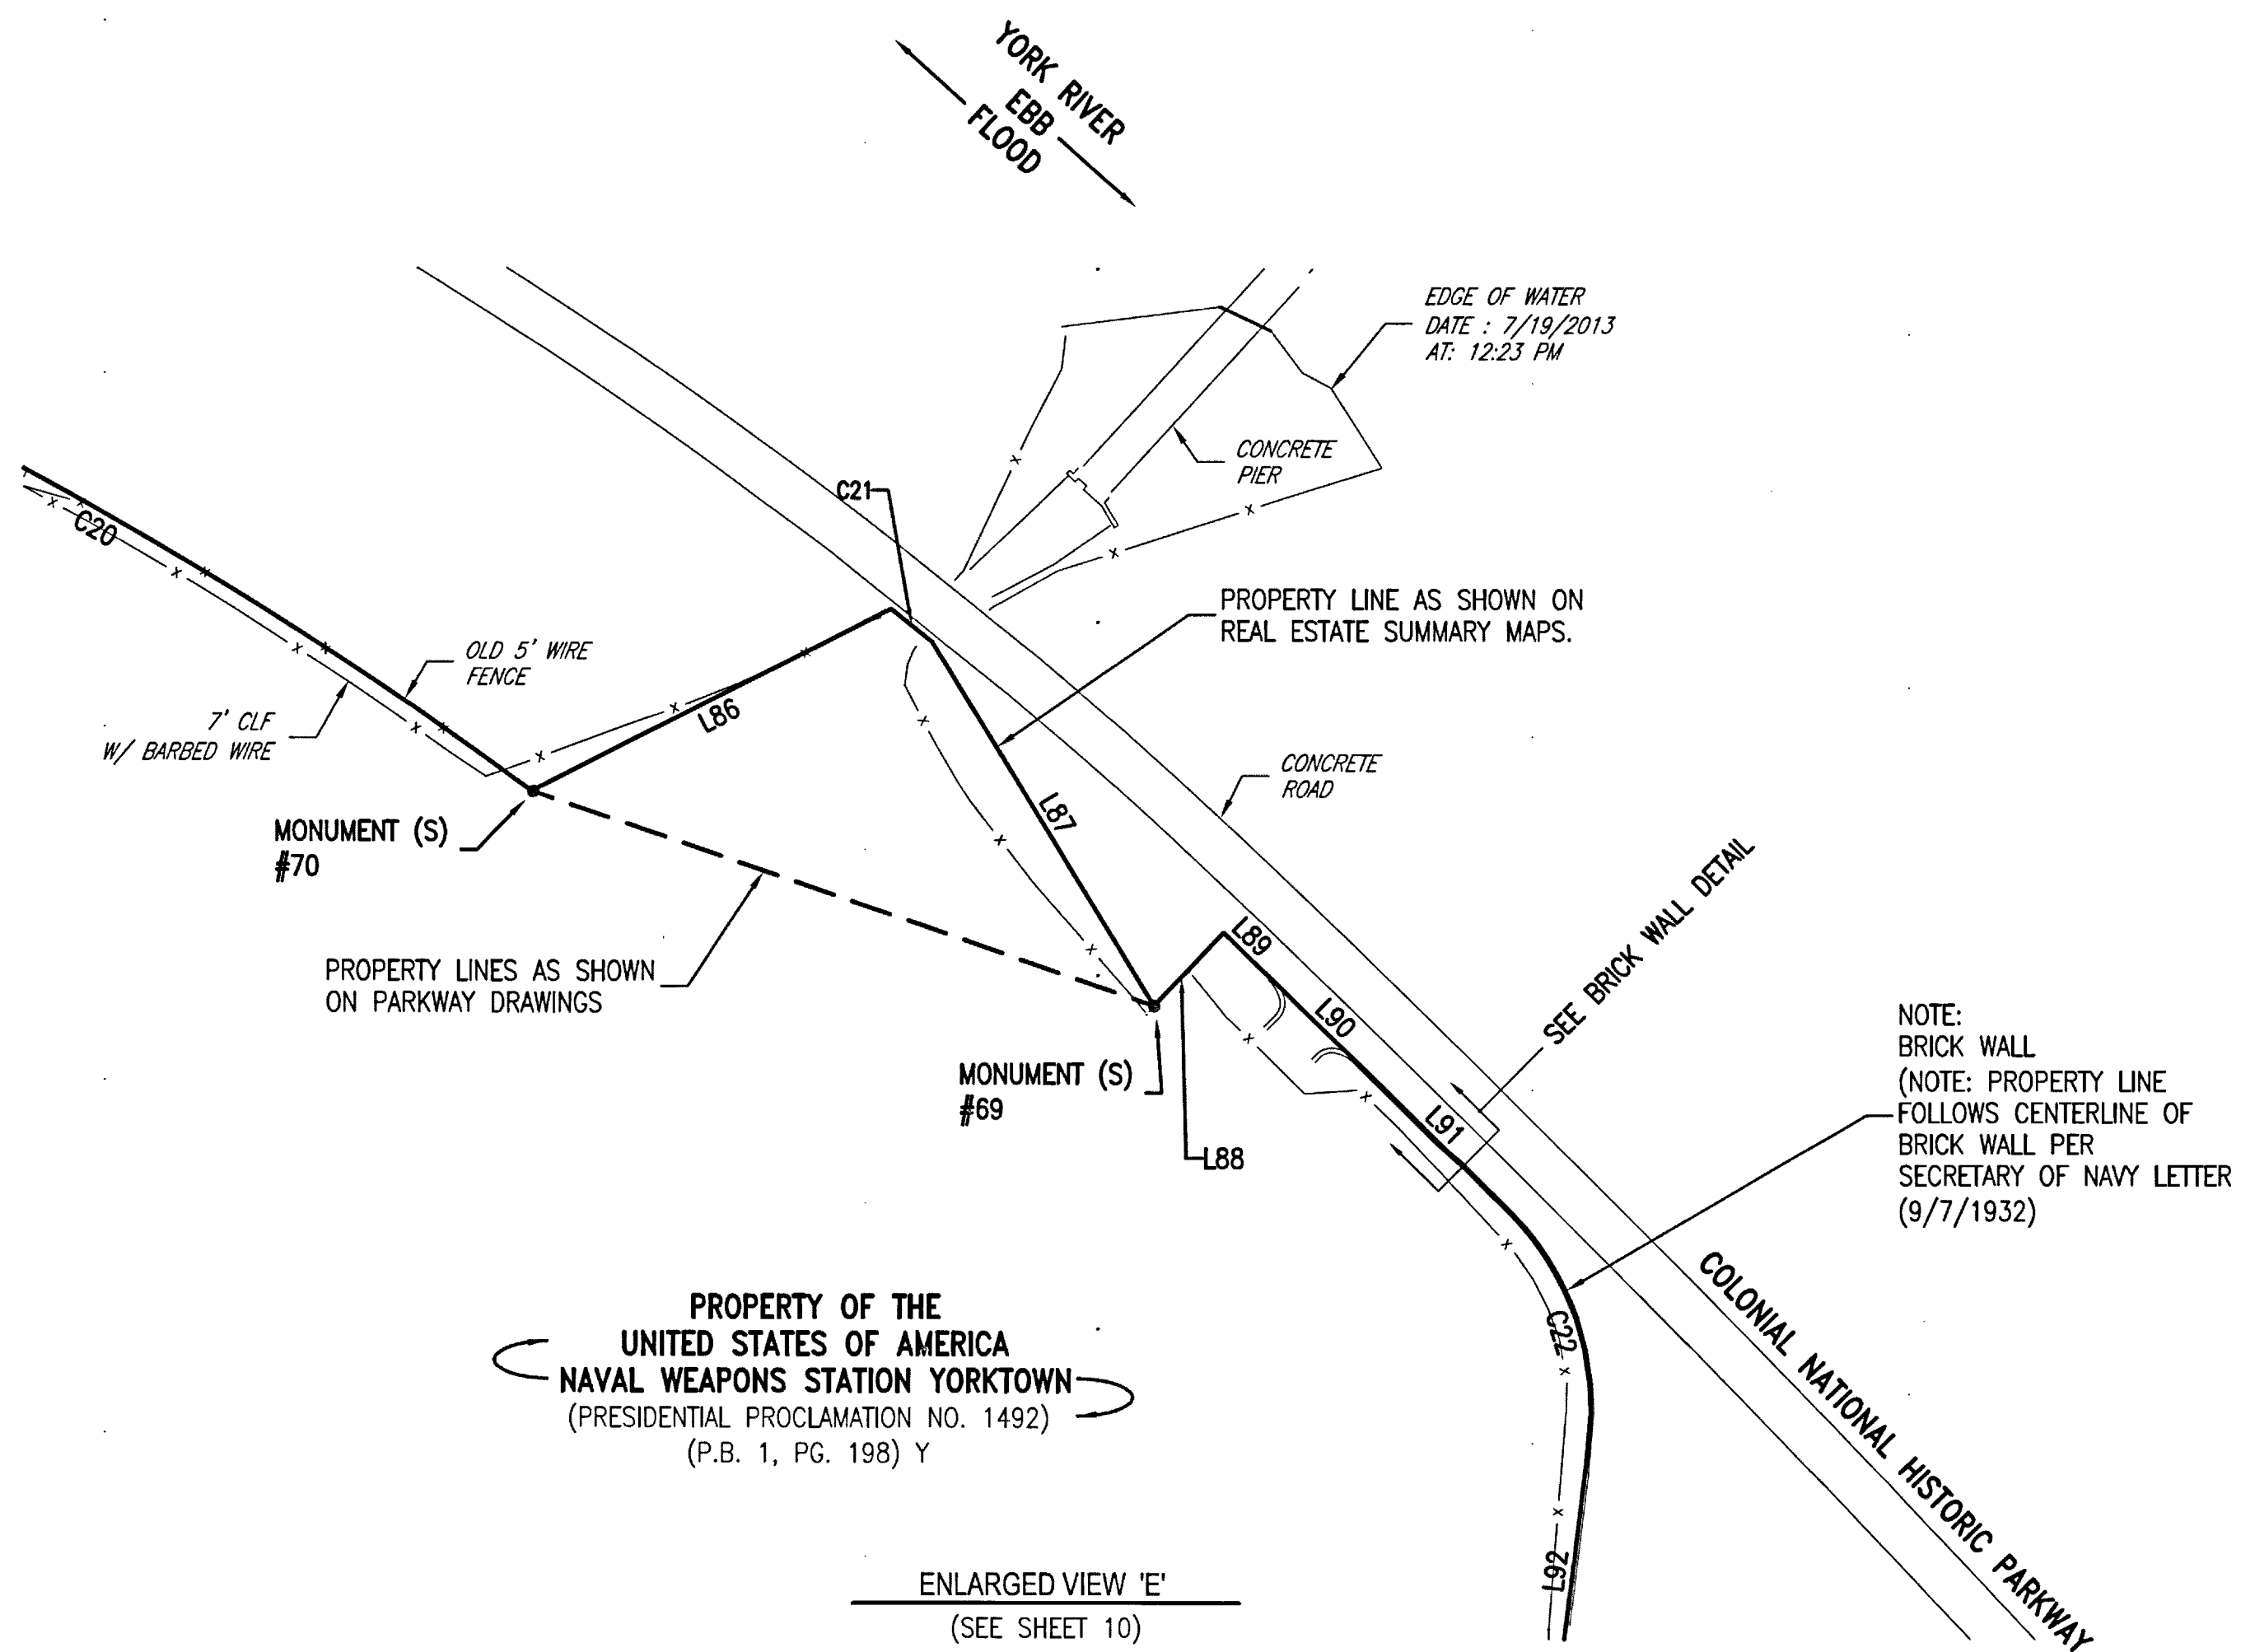 YORK RIVER
EBB
FLOOD
EDGE OF WATER
DATE : 7/19/2013
AT: 12:23 PM
CONCRETE
PIER
C21
C20
PROPERTY LINE AS SHOWN ON
REAL ESTATE SUMMARY MAPS.
OLD 5' WIRE
FENCE
7' CLF
W/ BARBED WIRE
L86
L87
CONCRETE
ROAD
MONUMENT (S)
#70
PROPERTY LINES AS SHOWN
ON PARKWAY DRAWINGS
L89
L90
L91
SEE BRICK WALL DETAIL
MONUMENT (S)
#69
L88
NOTE:
BRICK WALL
(NOTE: PROPERTY LINE
FOLLOWS CENTERLINE OF
BRICK WALL PER
SECRETARY OF NAVY LETTER
(9/7/1932)
COLONIAL NATIONAL HISTORIC PARKWAY
C22
L92
PROPERTY OF THE
UNITED STATES OF AMERICA
NAVAL WEAPONS STATION YORKTOWN
(PRESIDENTIAL PROCLAMATION NO. 1492)
(P.B. 1, PG. 198) Y
ENLARGED VIEW 'E'
(SEE SHEET 10)